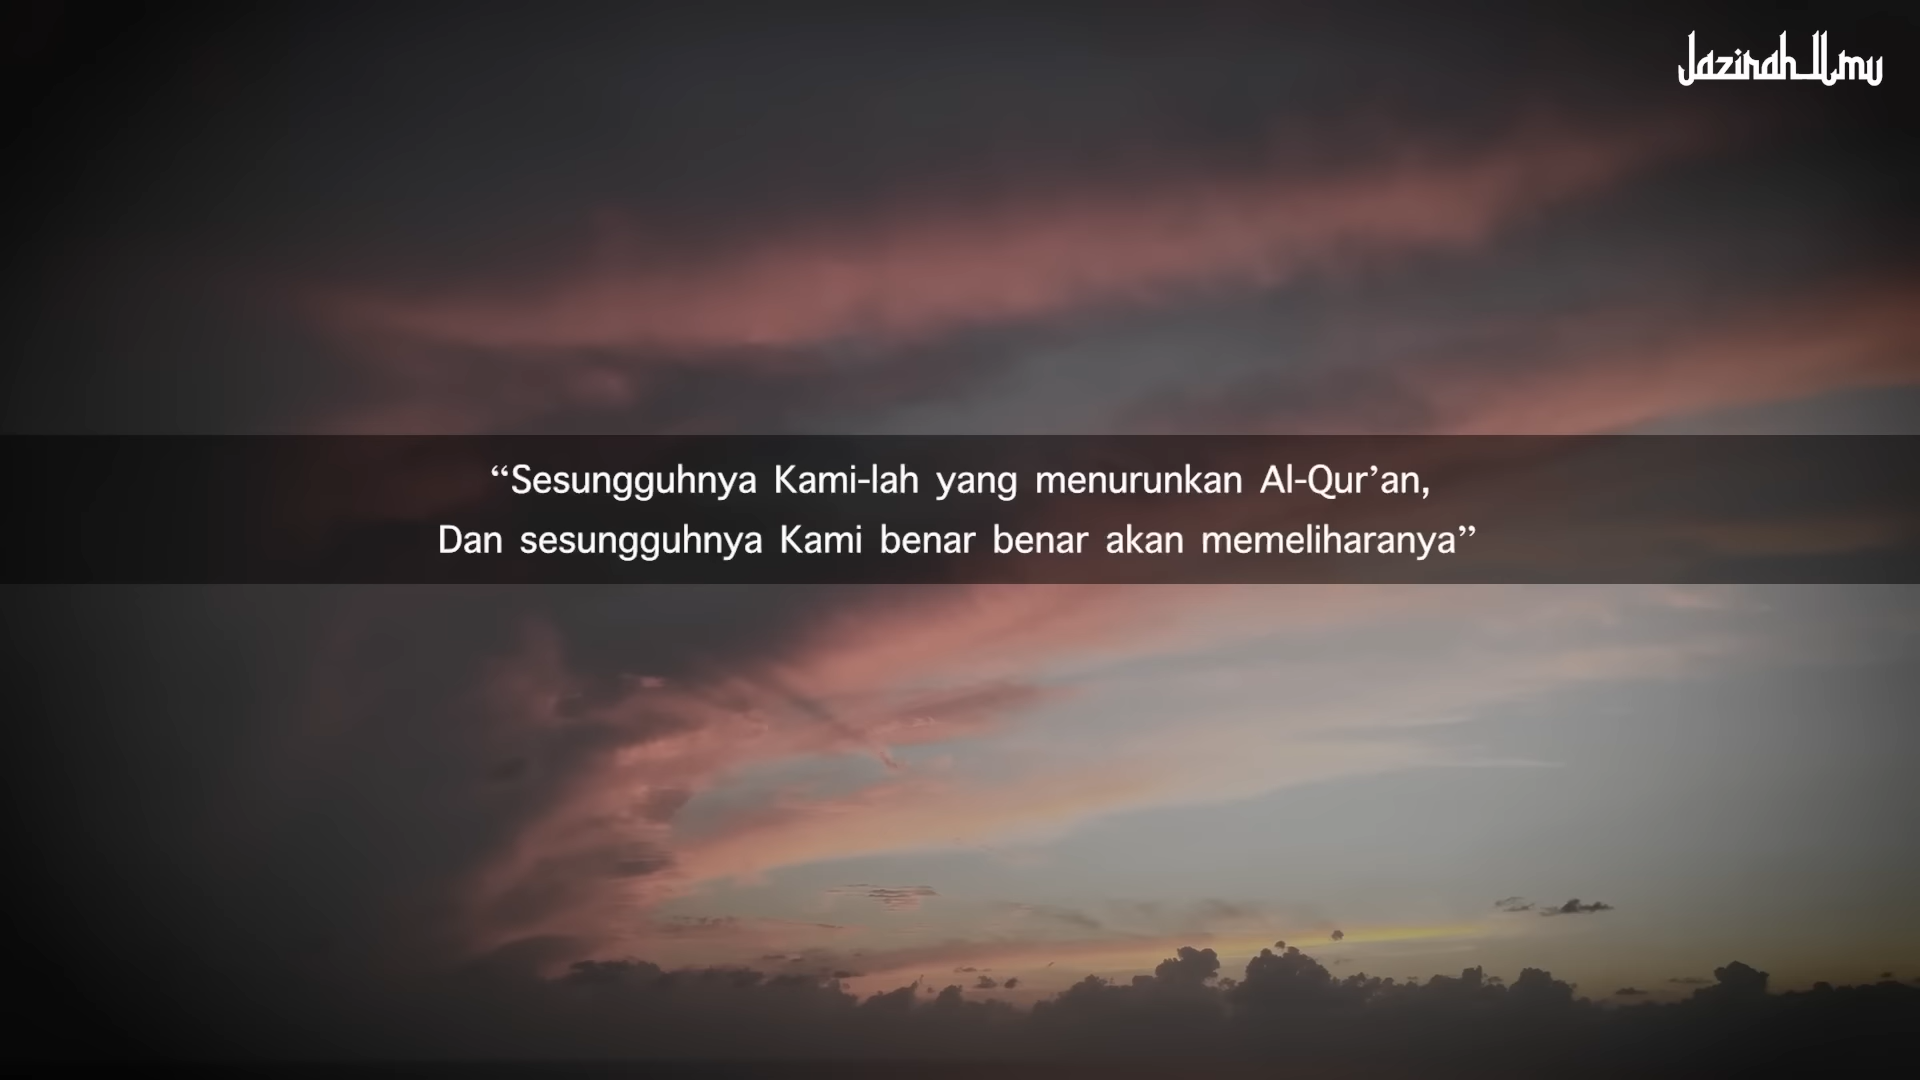 Jazirah Ilmu
“Sesungguhnya Kami-lah yang menurunkan Al-Qur’an,
Dan sesungguhnya Kami benar benar akan memeliharanya”